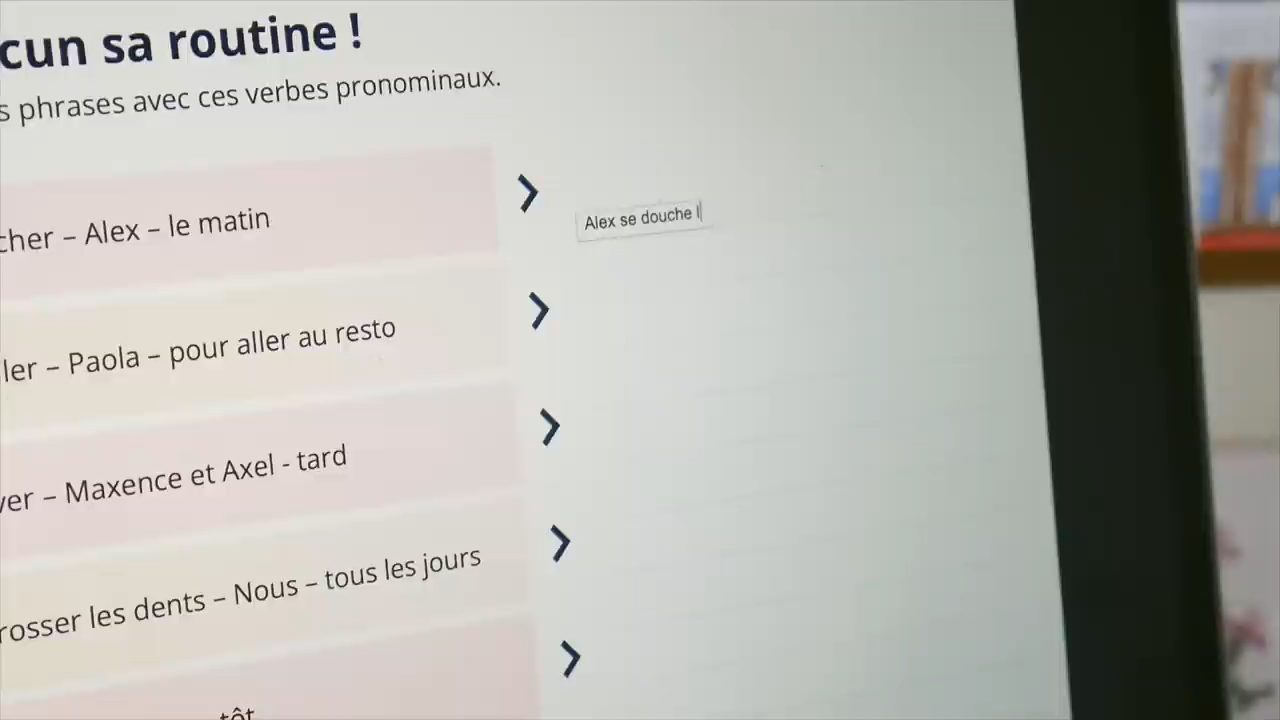 cun sa routine !
s phrases avec ces verbes pronominaux.
cher – Alex – le matin
Alex se douche l
ler – Paola – pour aller au resto
ver – Maxence et Axel - tard
rosser les dents – Nous – tous les jours
tôt